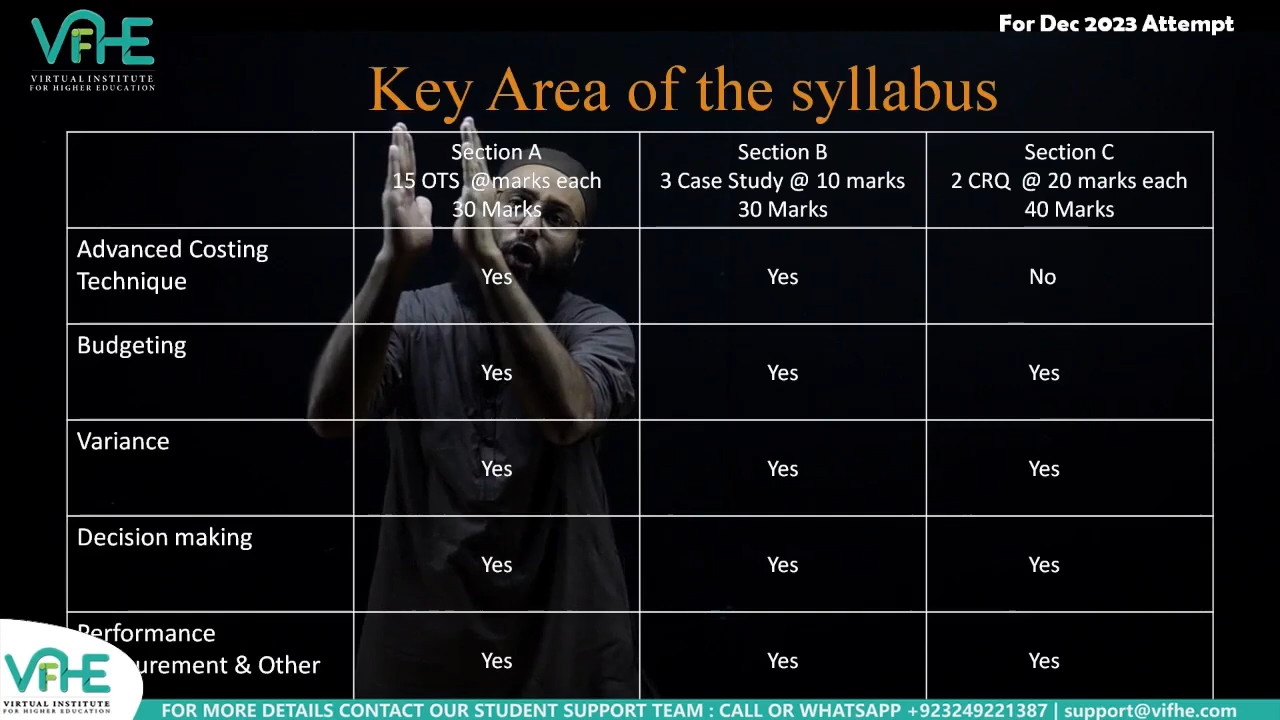 VIFHE
VIRTUAL INSTITUTE
FOR HIGHER EDUCATION
For Dec 2023 Attempt
Key Area of the syllabus
Section A
15 OTS @marks each
30 Marks
Section B
3 Case Study @ 10 marks
30 Marks
Section C
2 CRQ @ 20 marks each
40 Marks
Advanced Costing
Technique
Yes
Yes
No
Budgeting
Yes
Yes
Yes
Variance
Yes
Yes
Yes
Decision making
Yes
Yes
Yes
Performance
urement & Other
Yes
Yes
Yes
VIFHE
VIRTUAL INSTITUTE
FOR HIGHER EDUCATION
FOR MORE DETAILS CONTACT OUR STUDENT SUPPORT TEAM : CALL OR WHATSAPP +923249221387 | support@vifhe.com